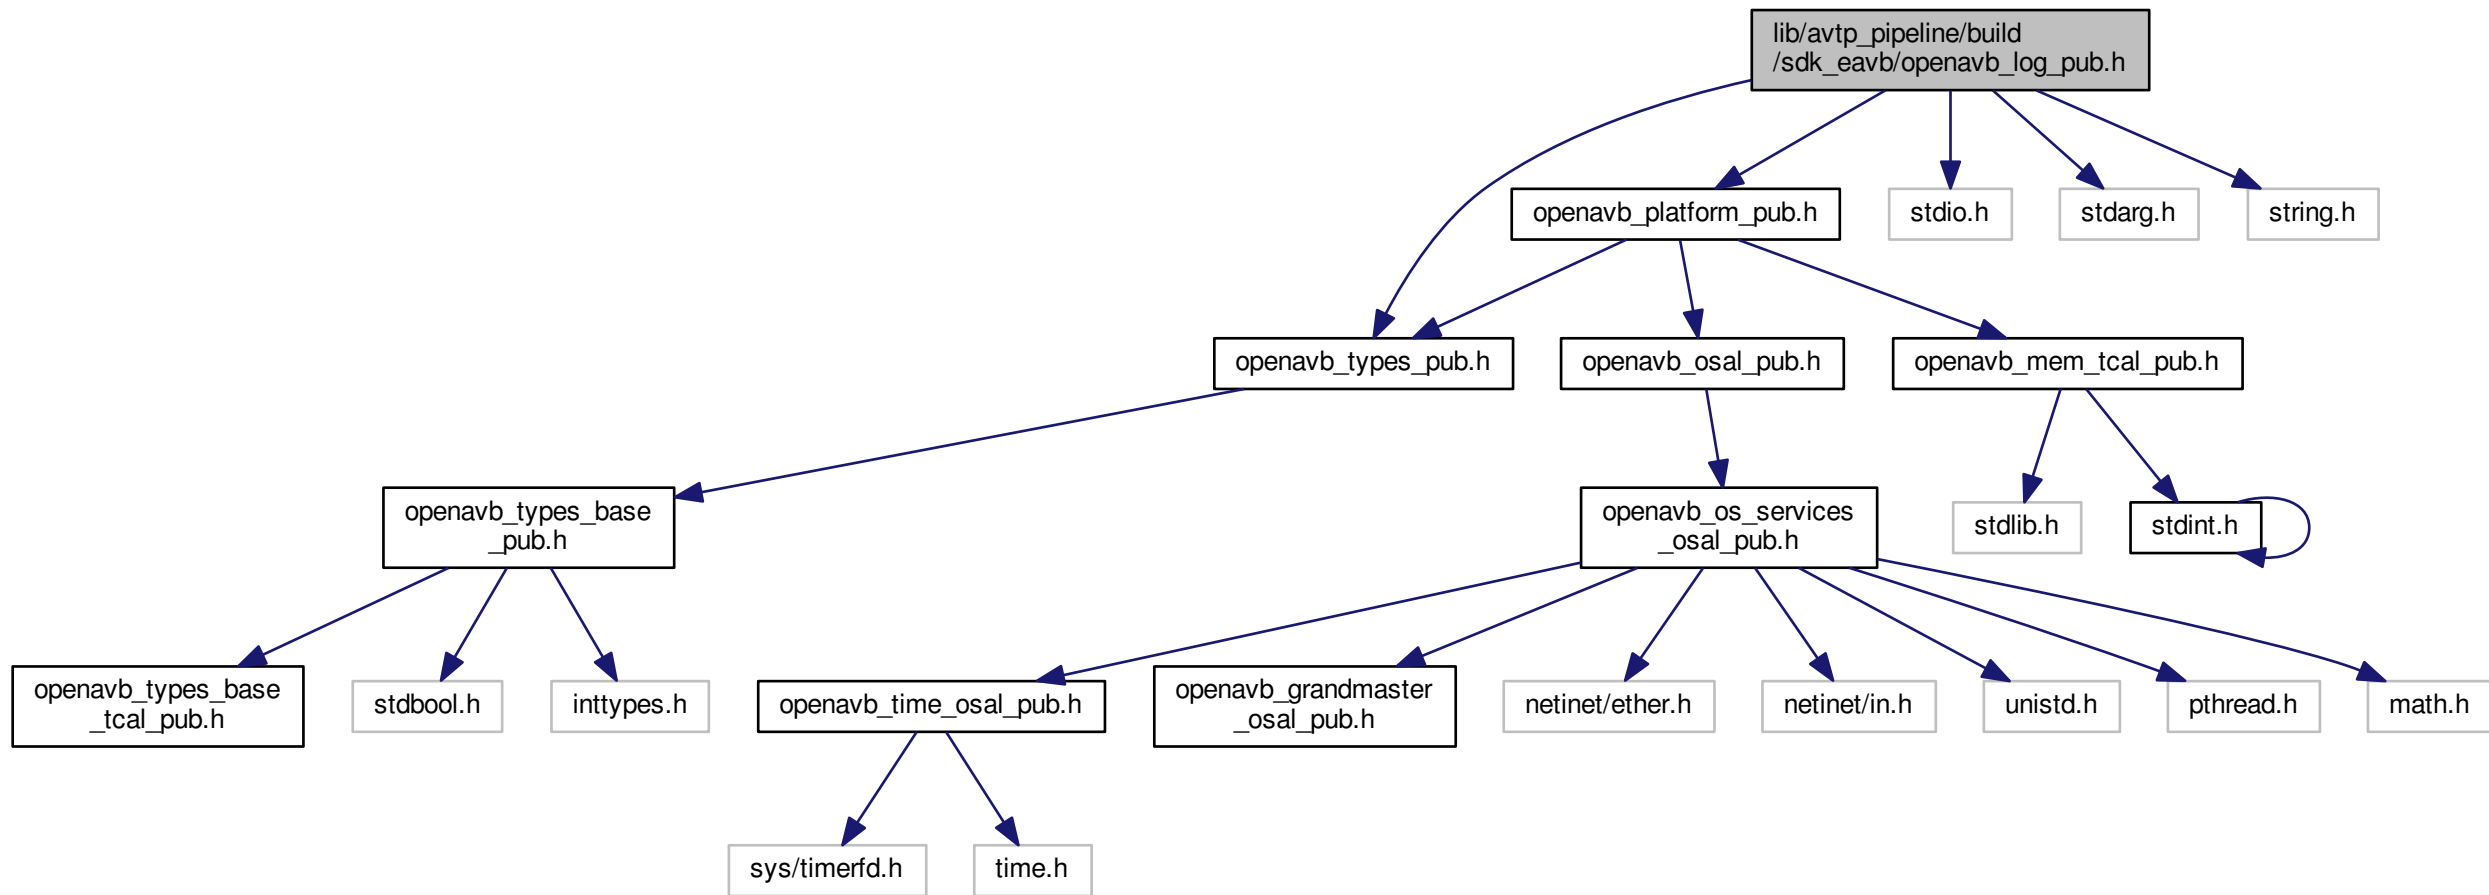 lib/avtp_pipeline/build
/sdk_eavb/openavb_log_pub.h
openavb_platform_pub.h
stdio.h
stdarg.h
string.h
openavb_types_pub.h
openavb_osal_pub.h
openavb_mem_tcal_pub.h
openavb_types_base
_pub.h
openavb_os_services
_osal_pub.h
stdlib.h
stdint.h
openavb_types_base
_tcal_pub.h
stdbool.h
inttypes.h
openavb_time_osal_pub.h
openavb_grandmaster
_osal_pub.h
netinet/ether.h
netinet/in.h
unistd.h
pthread.h
math.h
sys/timerfd.h
time.h